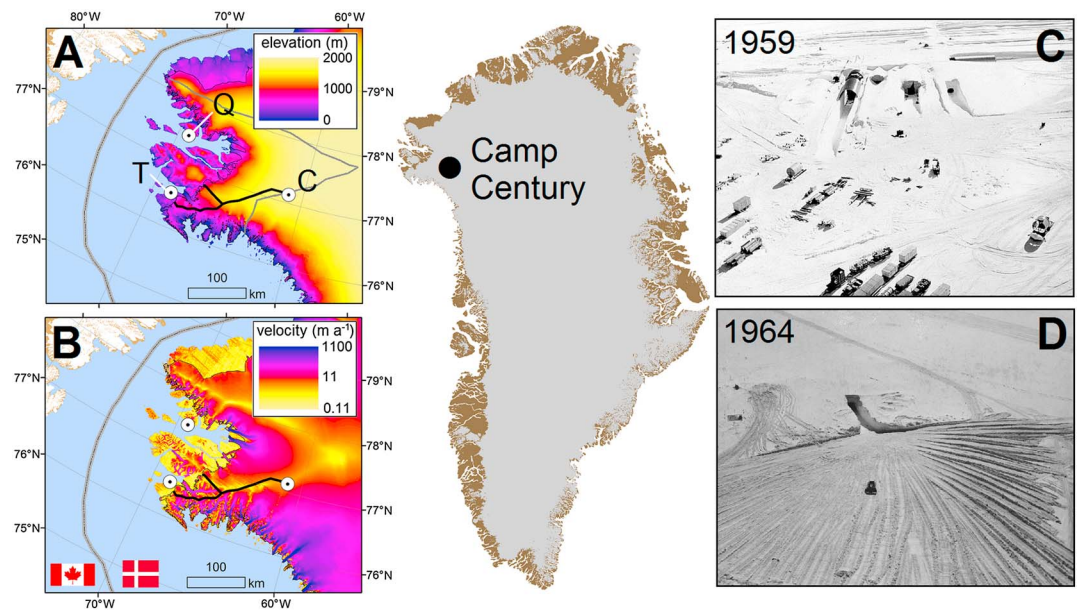 80°W
70°W
60°W
A
elevation (m)
2000
1000
0
77°N
76°N
75°N
79°N
78°N
77°N
76°N
Q
T
C
100
km
B
velocity (m a-1)
1100
11
0.11
77°N
76°N
75°N
79°N
78°N
77°N
76°N
100
km
70°W
60°W
Camp
Century
1959
C
1964
D